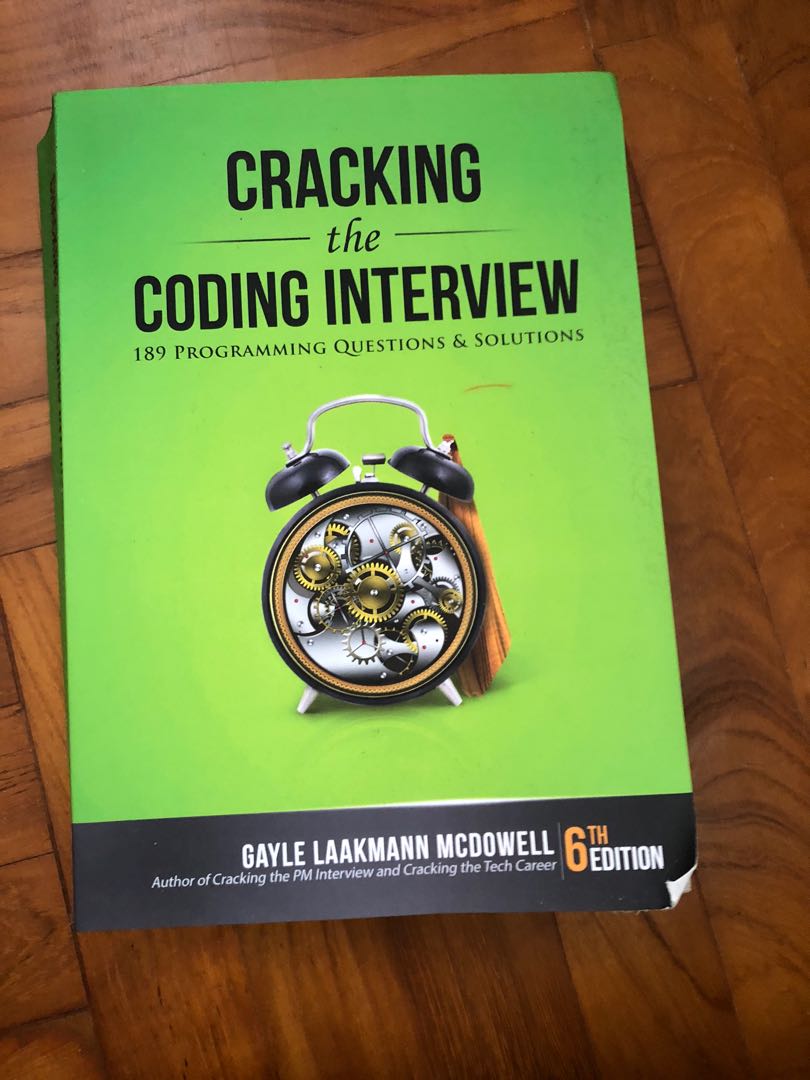 CRACKING
the
CODING INTERVIEW
189 PROGRAMMING QUESTIONS & SOLUTIONS
GAYLE LAAKMANN MCDOWELL
Author of Cracking the PM Interview and Cracking the Tech Career
6TH
EDITION